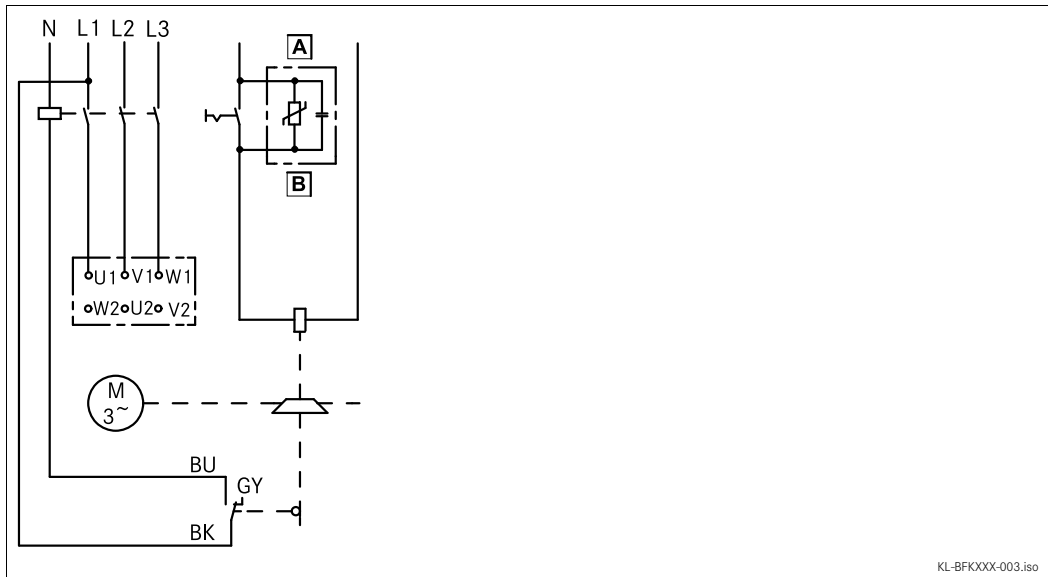 N L1 L2 L3
A
B
U1 V1 W1
W2 U2 V2
M
3~
BU
GY
BK
KL-BFKXXX-003.iso